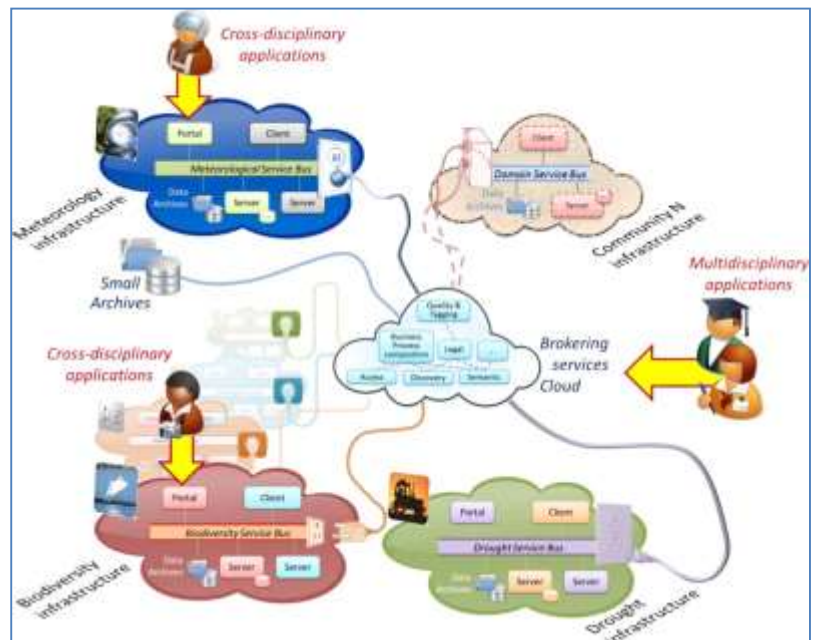 Cross-disciplinary
applications
Portal
Client
Meteorological Service Bus
Data
Archives
Server
Server
Meteorology
infrastructure
Client
Domain Service Bus
Data
Archives
Server
Community N
infrastructure
Small
Archives
Multidisciplinary
applications
Quality &
Tagging
Business
Process
composition
Legal
...
Access
Discovery
Semantic
Brokering
services
Cloud
Cross-disciplinary
applications
Portal
Client
Biodiversity Service Bus
Data
Archives
Server
Server
Biodiversity
infrastructure
Portal
Client
Drought Service Bus
Data
Archives
Server
Server
Drought
infrastructure